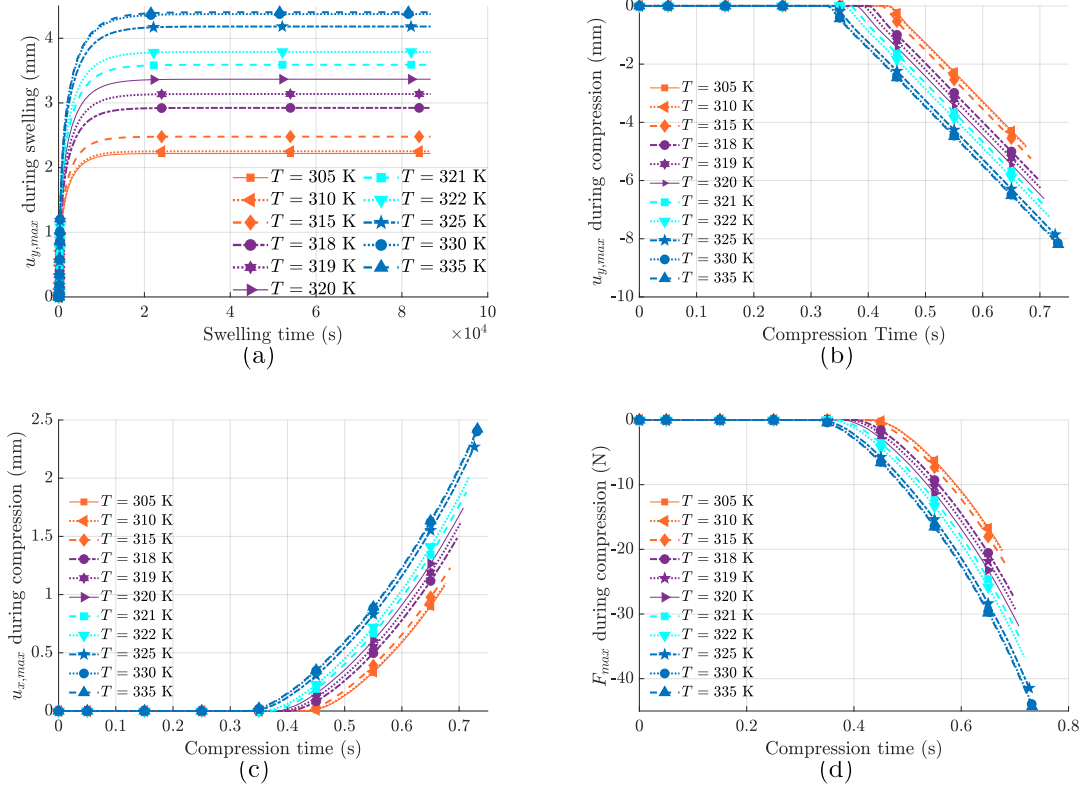 u_{y,max} during swelling (mm)
4
3
2
1
0
0 2 4 6 8 10
Swelling time (s)
×10^4
T = 305 K
T = 310 K
T = 315 K
T = 318 K
T = 319 K
T = 320 K
T = 321 K
T = 322 K
T = 325 K
T = 330 K
T = 335 K
(a)
u_{y,max} during compression (mm)
0
-2
-4
-6
-8
-10
0 0.1 0.2 0.3 0.4 0.5 0.6 0.7
Compression Time (s)
T = 305 K
T = 310 K
T = 315 K
T = 318 K
T = 319 K
T = 320 K
T = 321 K
T = 322 K
T = 325 K
T = 330 K
T = 335 K
(b)
u_{x,max} during compression (mm)
2.5
2
1.5
1
0.5
0
0 0.1 0.2 0.3 0.4 0.5 0.6 0.7
Compression time (s)
T = 305 K
T = 310 K
T = 315 K
T = 318 K
T = 319 K
T = 320 K
T = 321 K
T = 322 K
T = 325 K
T = 330 K
T = 335 K
(c)
F_{max} during compression (N)
0
-10
-20
-30
-40
0 0.2 0.4 0.6 0.8
Compression time (s)
T = 305 K
T = 310 K
T = 315 K
T = 318 K
T = 319 K
T = 320 K
T = 321 K
T = 322 K
T = 325 K
T = 330 K
T = 335 K
(d)